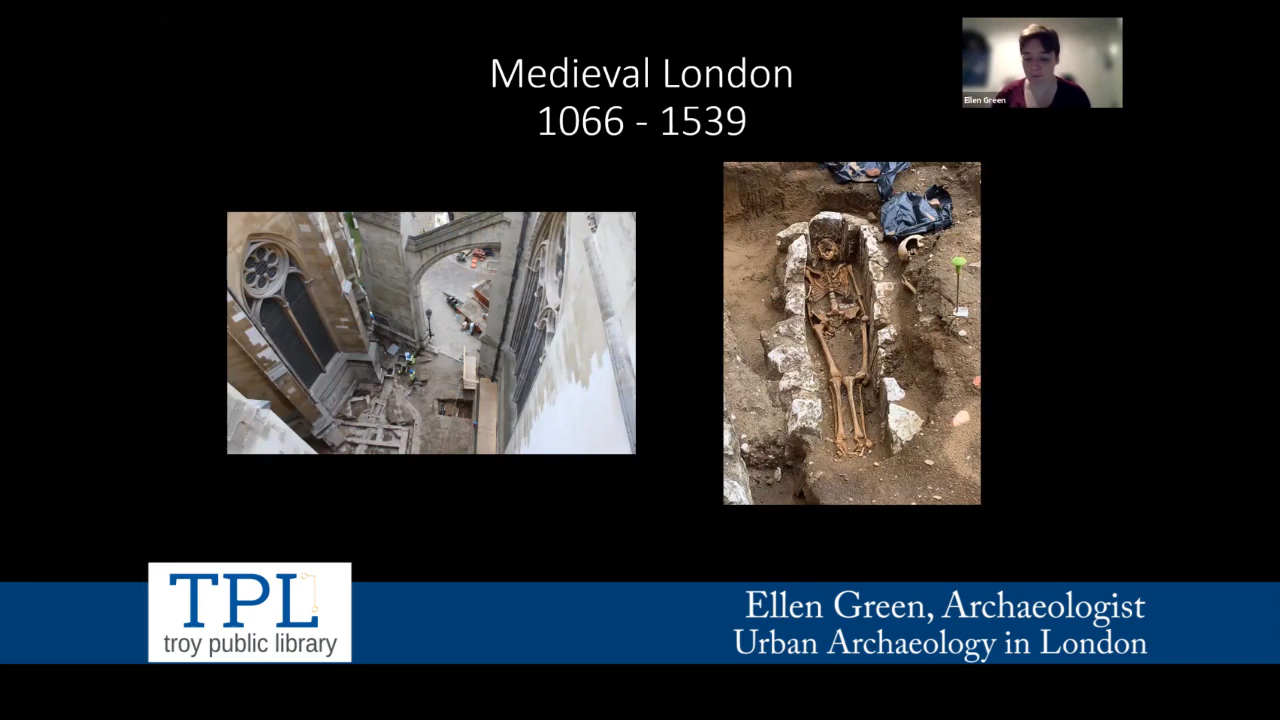 Medieval London
1066 - 1539
Ellen Green
TPL
troy public library
Ellen Green, Archaeologist
Urban Archaeology in London